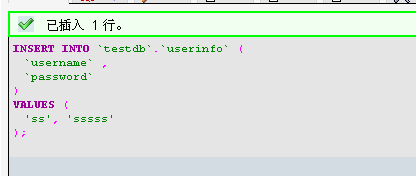 已插入 1 行。
INSERT INTO `testdb`.`userinfo` (
`username` ,
`password`
)
VALUES (
'ss', 'sssss'
);